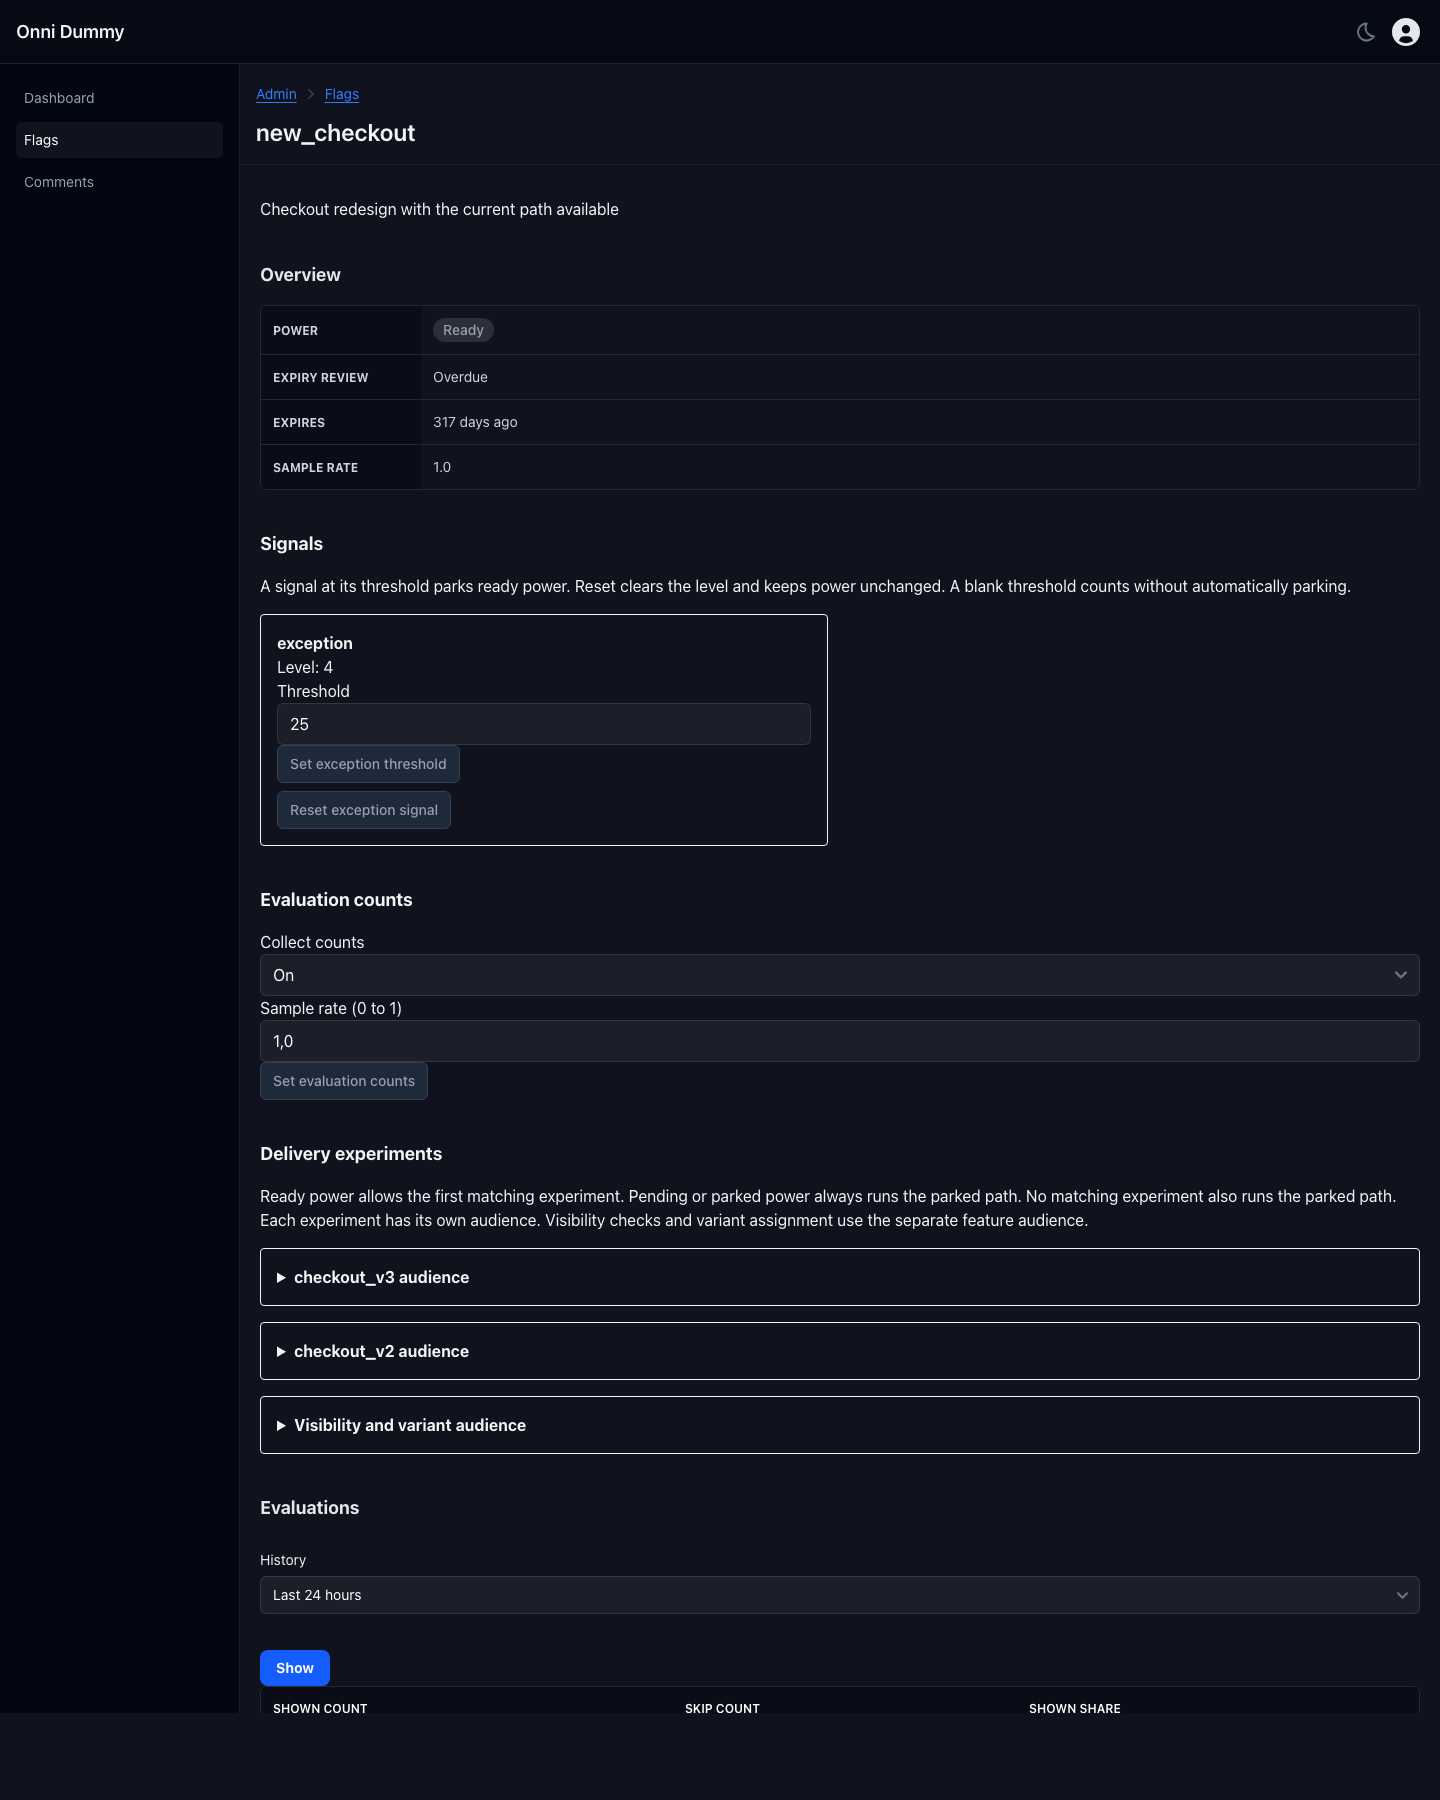 Onni Dummy
Dashboard
Flags
Comments
Admin
Flags
new_checkout
Checkout redesign with the current path available
Overview
POWER
Ready
EXPIRY REVIEW
Overdue
EXPIRES
317 days ago
SAMPLE RATE
1.0
Signals
A signal at its threshold parks ready power. Reset clears the level and keeps power unchanged. A blank threshold counts without automatically parking.
exception
Level: 4
Threshold
25
Set exception threshold
Reset exception signal
Evaluation counts
Collect counts
On
Sample rate (0 to 1)
1,0
Set evaluation counts
Delivery experiments
Ready power allows the first matching experiment. Pending or parked power always runs the parked path. No matching experiment also runs the parked path.
Each experiment has its own audience. Visibility checks and variant assignment use the separate feature audience.
checkout_v3 audience
checkout_v2 audience
Visibility and variant audience
Evaluations
History
Last 24 hours
Show
SHOWN COUNT
SKIP COUNT
SHOWN SHARE